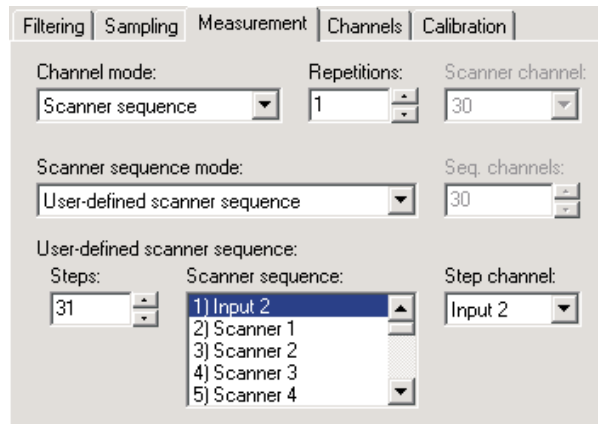 Filtering Sampling Measurement Channels Calibration
Channel mode: Repetitions: Scanner channel:
Scanner sequence 1 30
Scanner sequence mode: Seq. channels:
User-defined scanner sequence 30
User-defined scanner sequence:
Steps: Scanner sequence: Step channel:
31 1) Input 2 Input 2
2) Scanner 1
3) Scanner 2
4) Scanner 3
5) Scanner 4